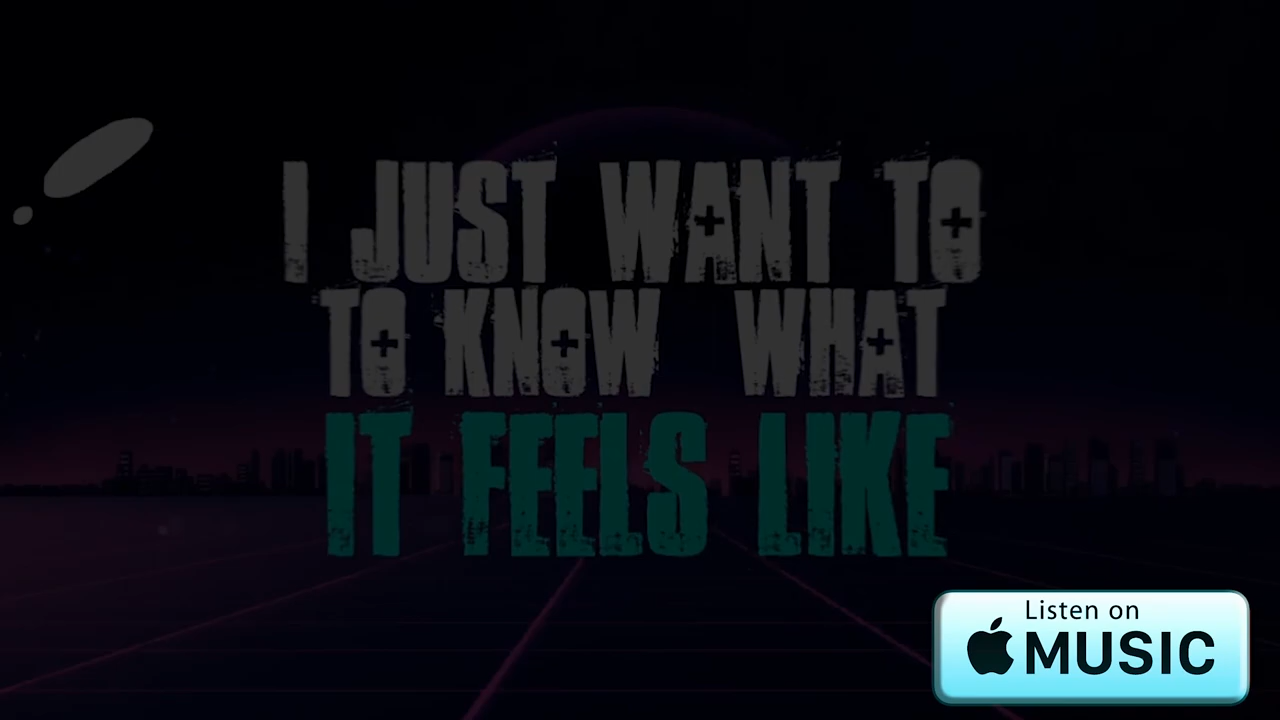 I JUST WANT TO
TO KNOW WHAT
IT FEELS LIKE
Listen on
MUSIC